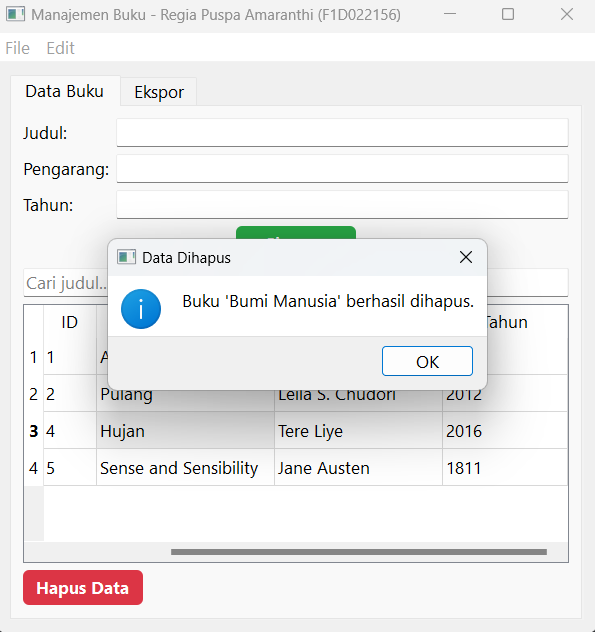 Manajemen Buku - Regia Puspa Amaranthi (F1D022156)
File Edit
Data Buku Ekspor
Judul:
Pengarang:
Tahun:
Data Dihapus
Cari judul...
Buku 'Bumi Manusia' berhasil dihapus.
ID Tahun
OK
1 1 A
2 2 Pulang Leila S. Chudori 2012
3 4 Hujan Tere Liye 2016
4 5 Sense and Sensibility Jane Austen 1811
Hapus Data